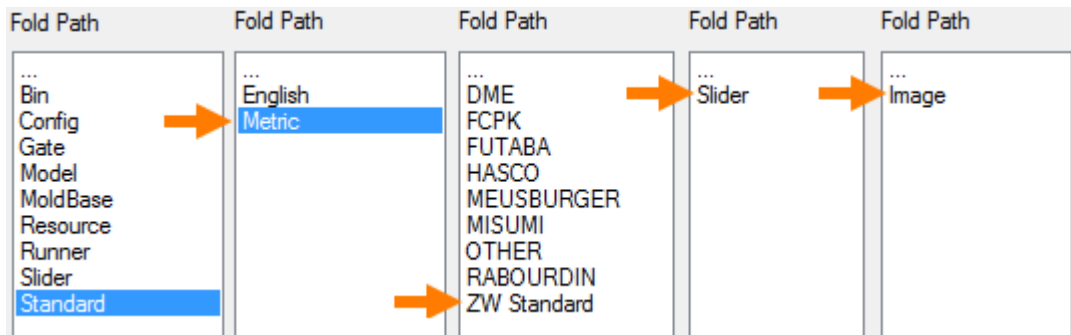 Fold Path
...
Bin
Config
Gate
Model
MoldBase
Resource
Runner
Slider
Standard
Fold Path
...
English
Metric
Fold Path
...
DME
FCPK
FUTABA
HASCO
MEUSBURGER
MISUMI
OTHER
RABOURDIN
ZW Standard
Fold Path
...
Slider
Fold Path
...
Image